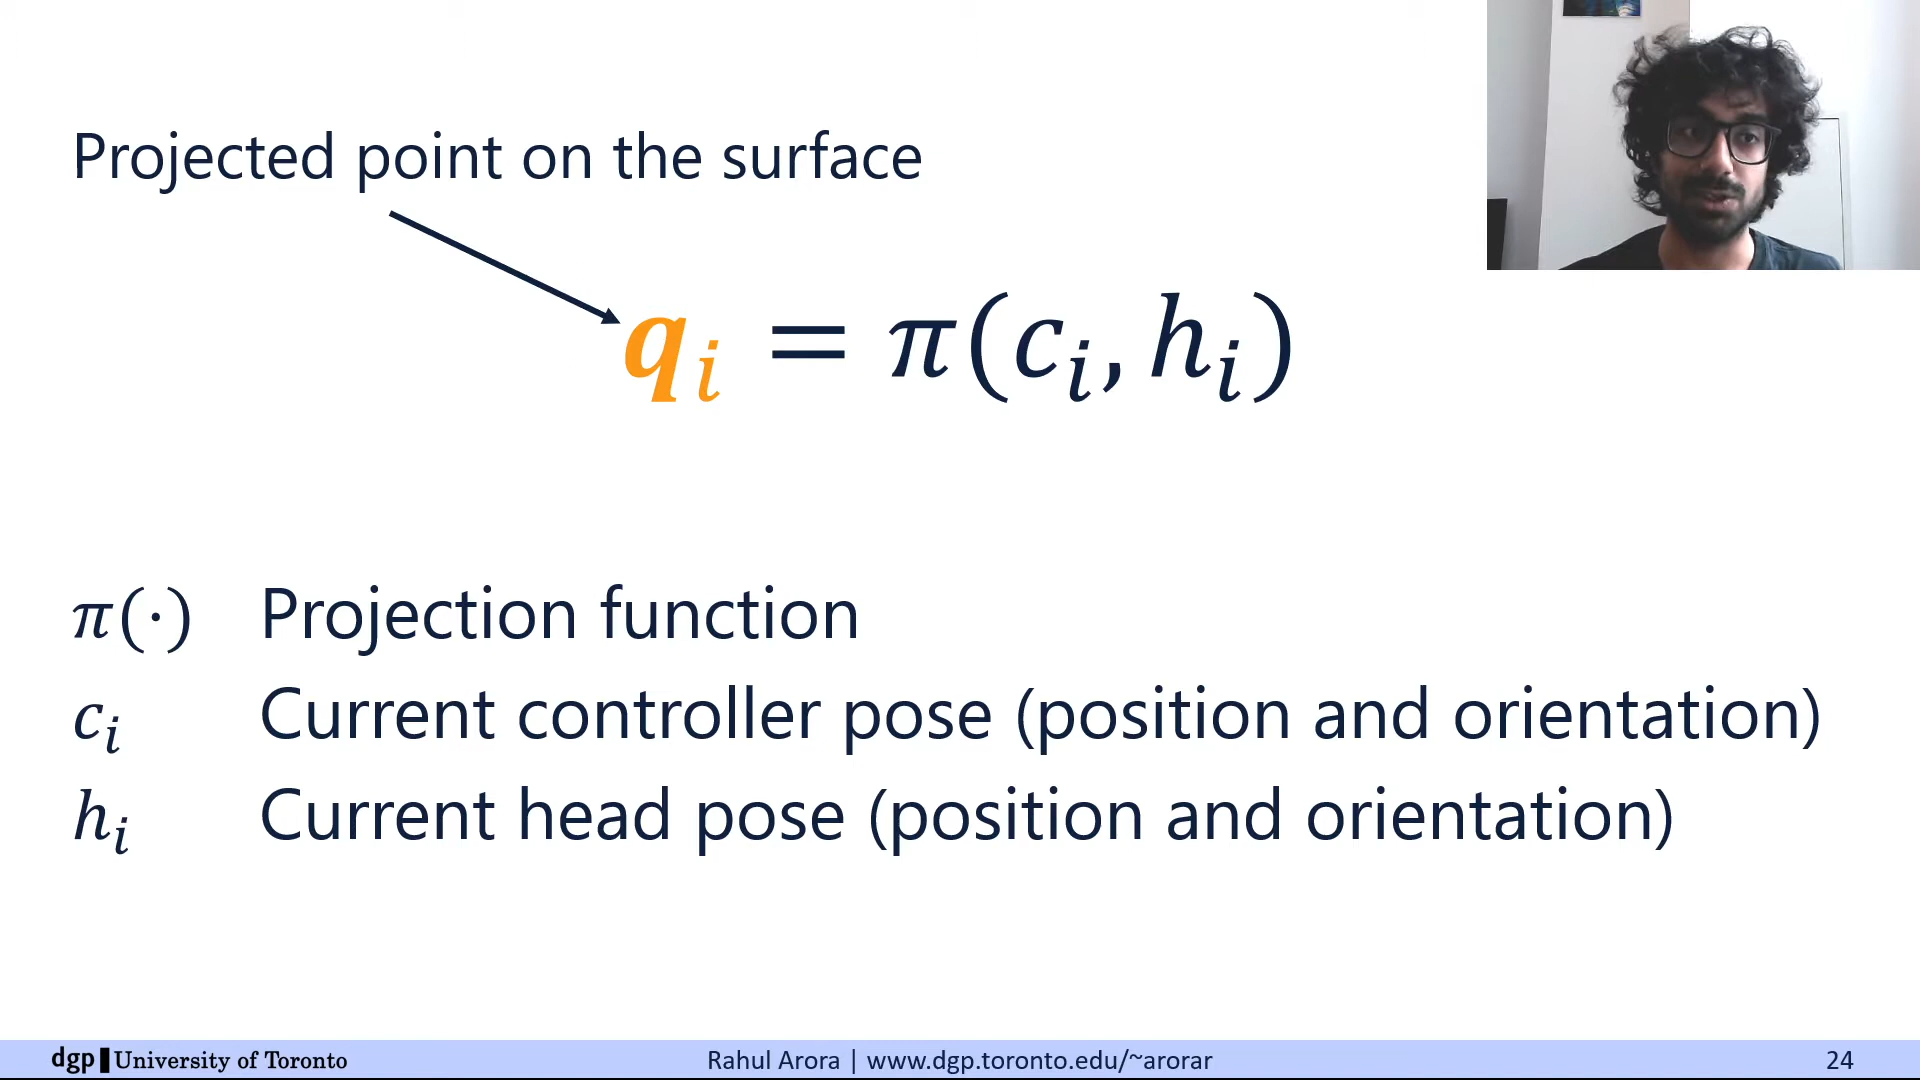 Projected point on the surface
qᵢ = π(cᵢ, hᵢ)
π(·) Projection function
cᵢ Current controller pose (position and orientation)
hᵢ Current head pose (position and orientation)
dgp University of Toronto
Rahul Arora | www.dgp.toronto.edu/~arorar
24